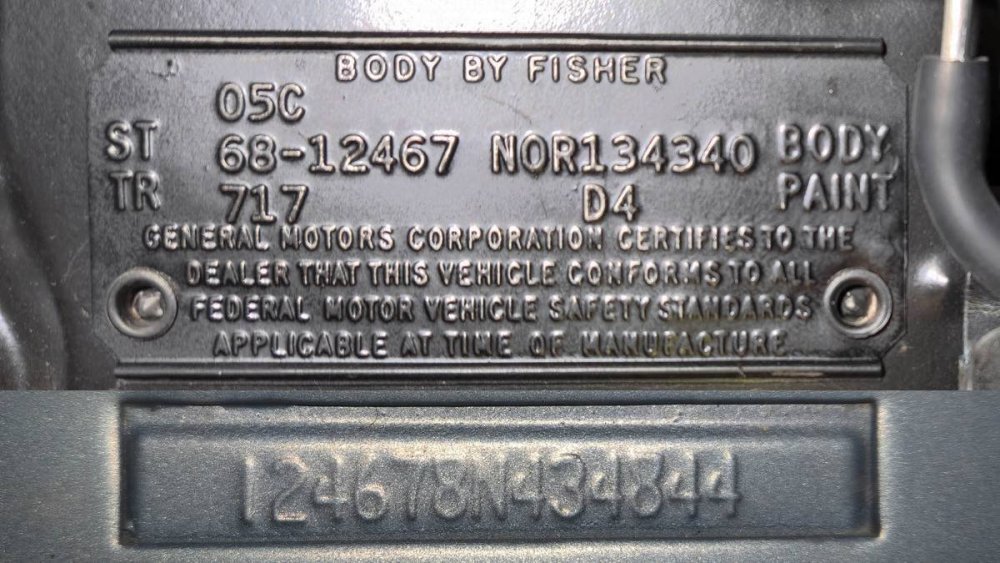 BODY BY FISHER
05C
ST 68-12467 NOR134340 BODY
TR 717 D4 PAINT
GENERAL MOTORS CORPORATION CERTIFIES TO THE
DEALER THAT THIS VEHICLE CONFORMS TO ALL
FEDERAL MOTOR VEHICLE SAFETY STANDARDS
APPLICABLE AT TIME OF MANUFACTURE
124678N434844